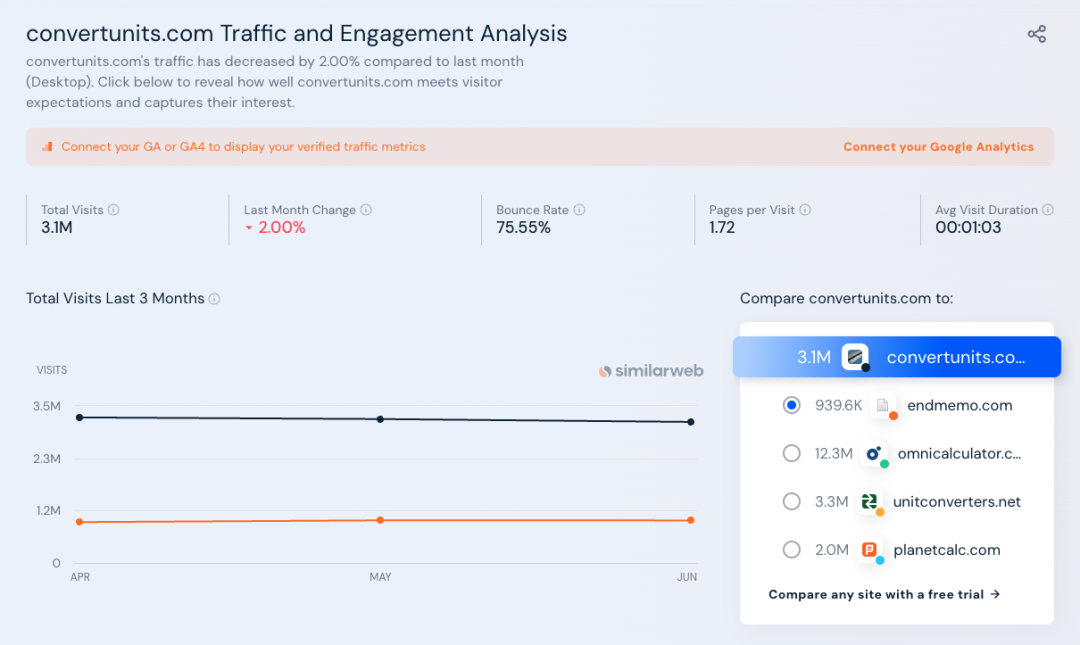 convertunits.com Traffic and Engagement Analysis
convertunits.com's traffic has decreased by 2.00% compared to last month
(Desktop). Click below to reveal how well convertunits.com meets visitor
expectations and captures their interest.
Connect your GA or GA4 to display your verified traffic metrics
Connect your Google Analytics
Total Visits
3.1M
Last Month Change
2.00%
Bounce Rate
75.55%
Pages per Visit
1.72
Avg Visit Duration
00:01:03
Total Visits Last 3 Months
VISITS
similarweb
3.5M
2.3M
1.2M
0
APR
MAY
JUN
Compare convertunits.com to:
3.1M convertunits.co...
939.6K endmemo.com
12.3M omnicalculator.c...
3.3M unitconverters.net
2.0M planetcalc.com
Compare any site with a free trial →